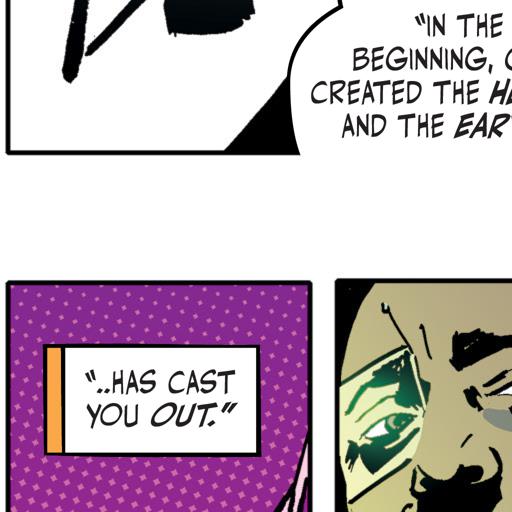 "IN THE
BEGINNING,
CREATED THE
AND THE
"..HAS CAST
YOU OUT."